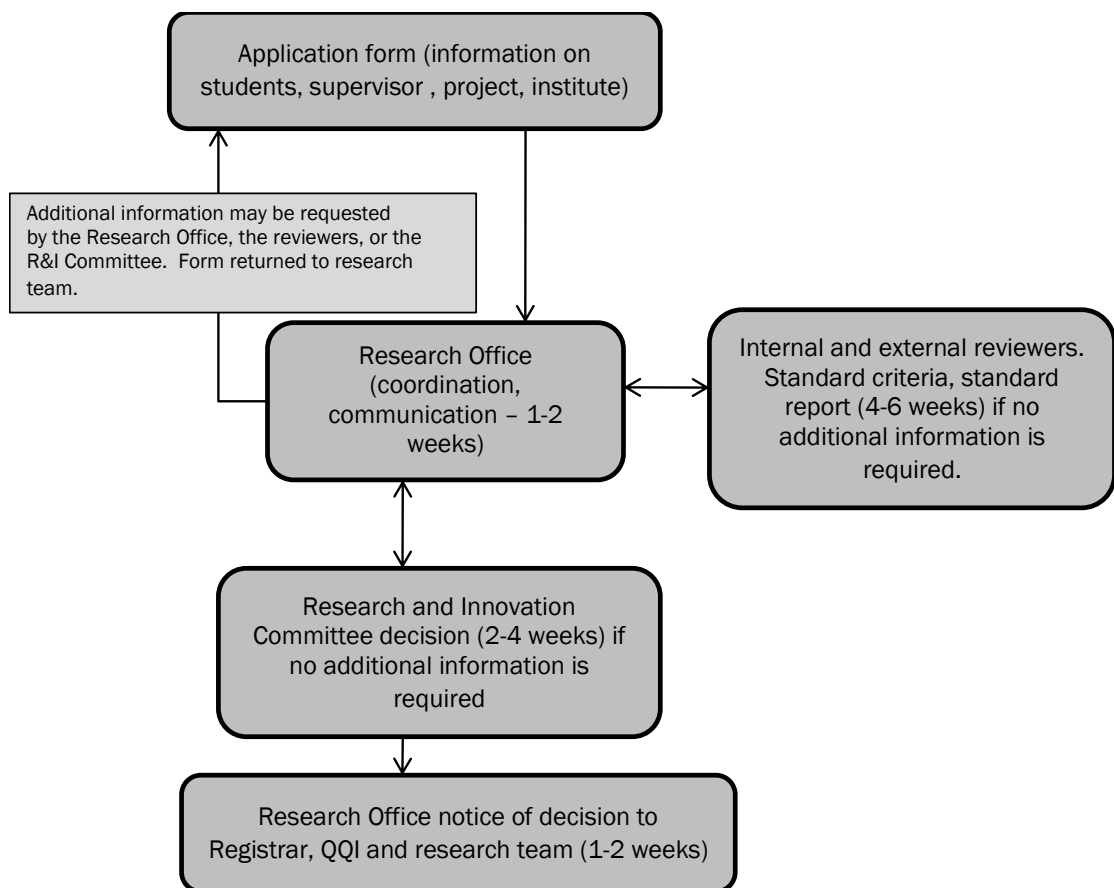 Application form (information on
students, supervisor , project, institute)
Additional information may be requested
by the Research Office, the reviewers, or the
R&I Committee.  Form returned to research
team.
Research Office
(coordination,
communication – 1-2
weeks)
Internal and external reviewers.
Standard criteria, standard
report (4-6 weeks) if no
additional information is
required.
Research and Innovation
Committee decision (2-4 weeks) if
no additional information is
required
Research Office notice of decision to
Registrar, QQI and research team (1-2 weeks)